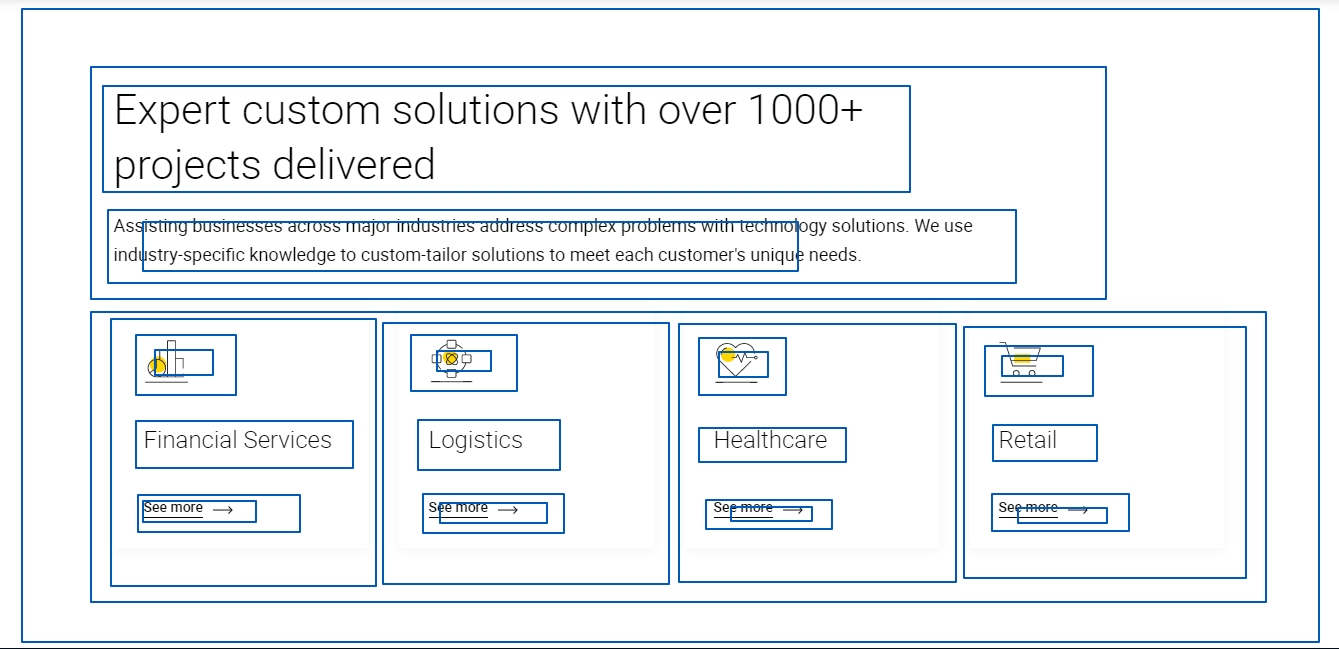 Expert custom solutions with over 1000+
projects delivered
Assisting businesses across major industries address complex problems with technology solutions. We use
industry-specific knowledge to custom-tailor solutions to meet each customer's unique needs.
Financial Services
Logistics
Healthcare
Retail
See more
See more
See more
See more